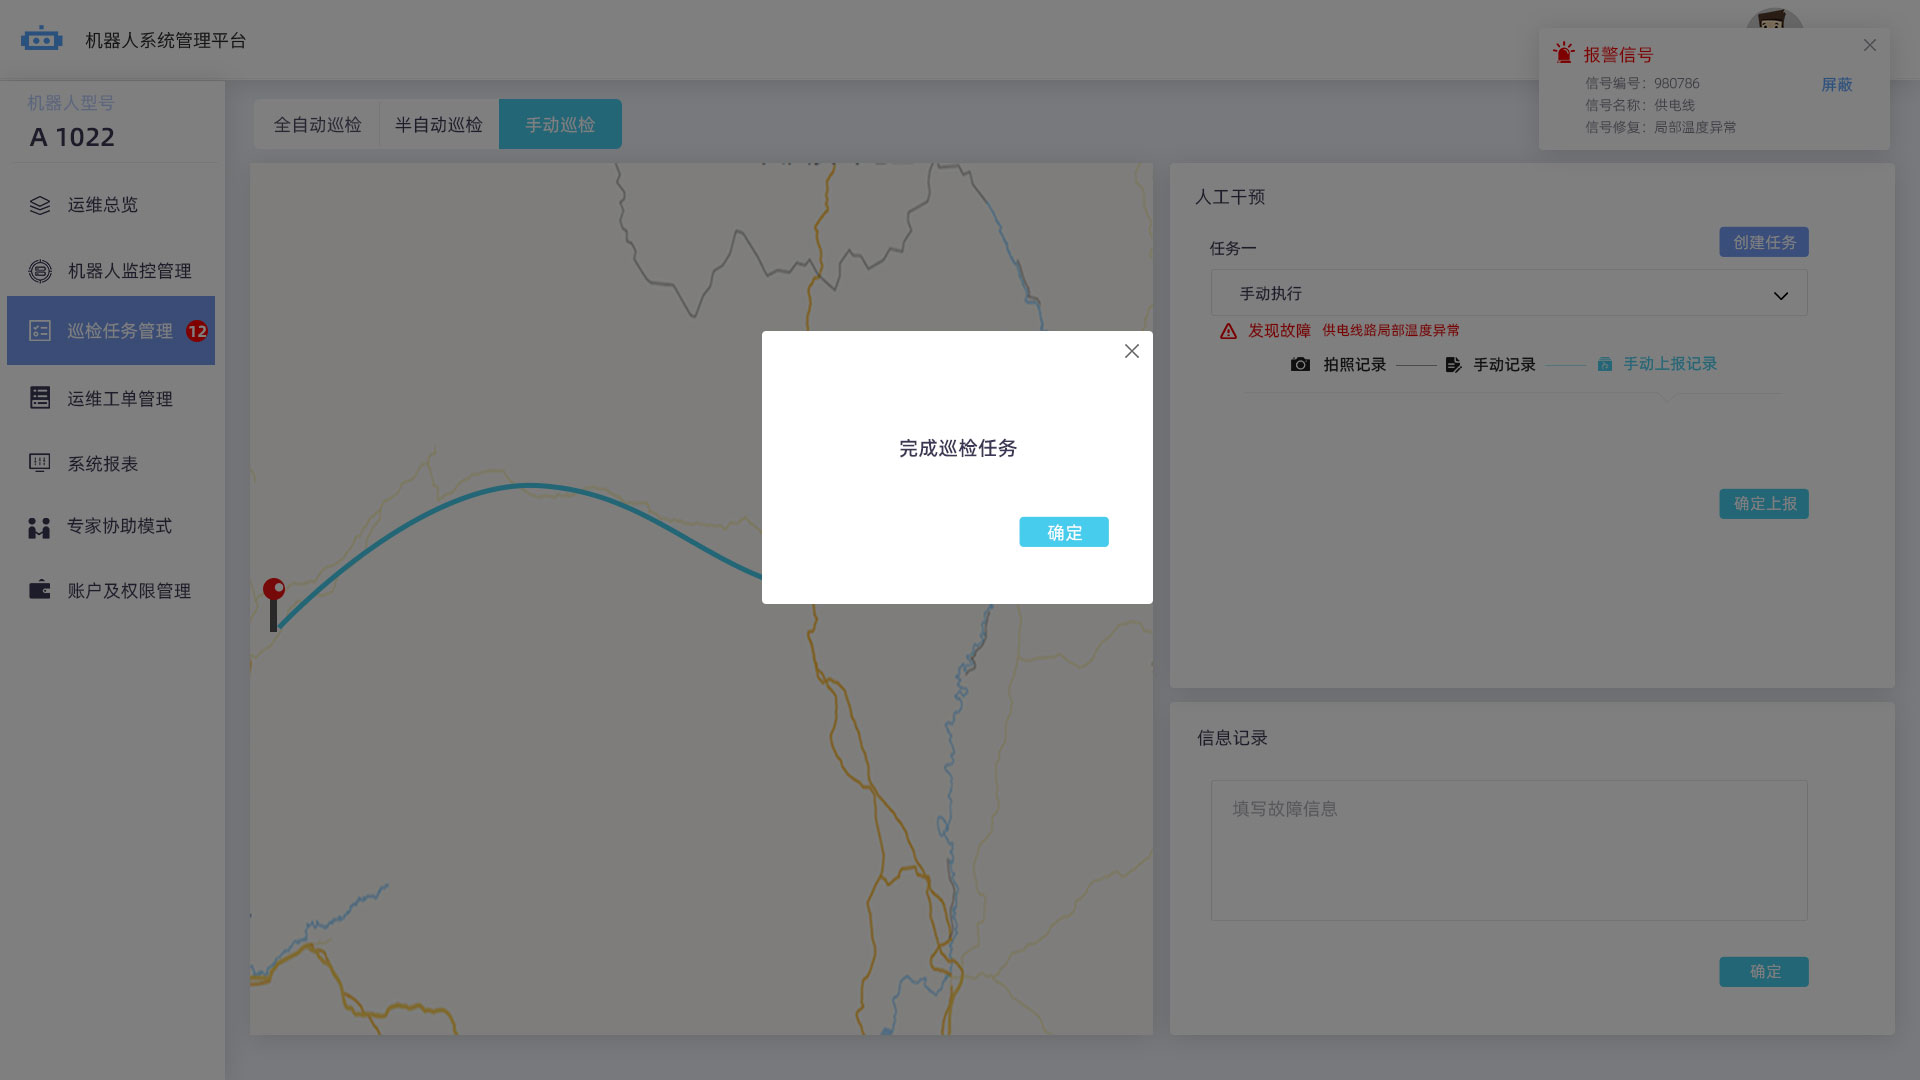 机器人系统管理平台
报警信号
信号编号：980786
屏蔽
信号名称：供电线
信号修复：局部温度异常
机器人型号
A 1022
全自动巡检
半自动巡检
手动巡检
运维总览
机器人监控管理
巡检任务管理 12
运维工单管理
系统报表
专家协助模式
账户及权限管理
完成巡检任务
确定
人工干预
任务一
创建任务
手动执行
发现故障 供电线路局部温度异常
拍照记录 手动记录 手动上报记录
确定上报
信息记录
填写故障信息
确定